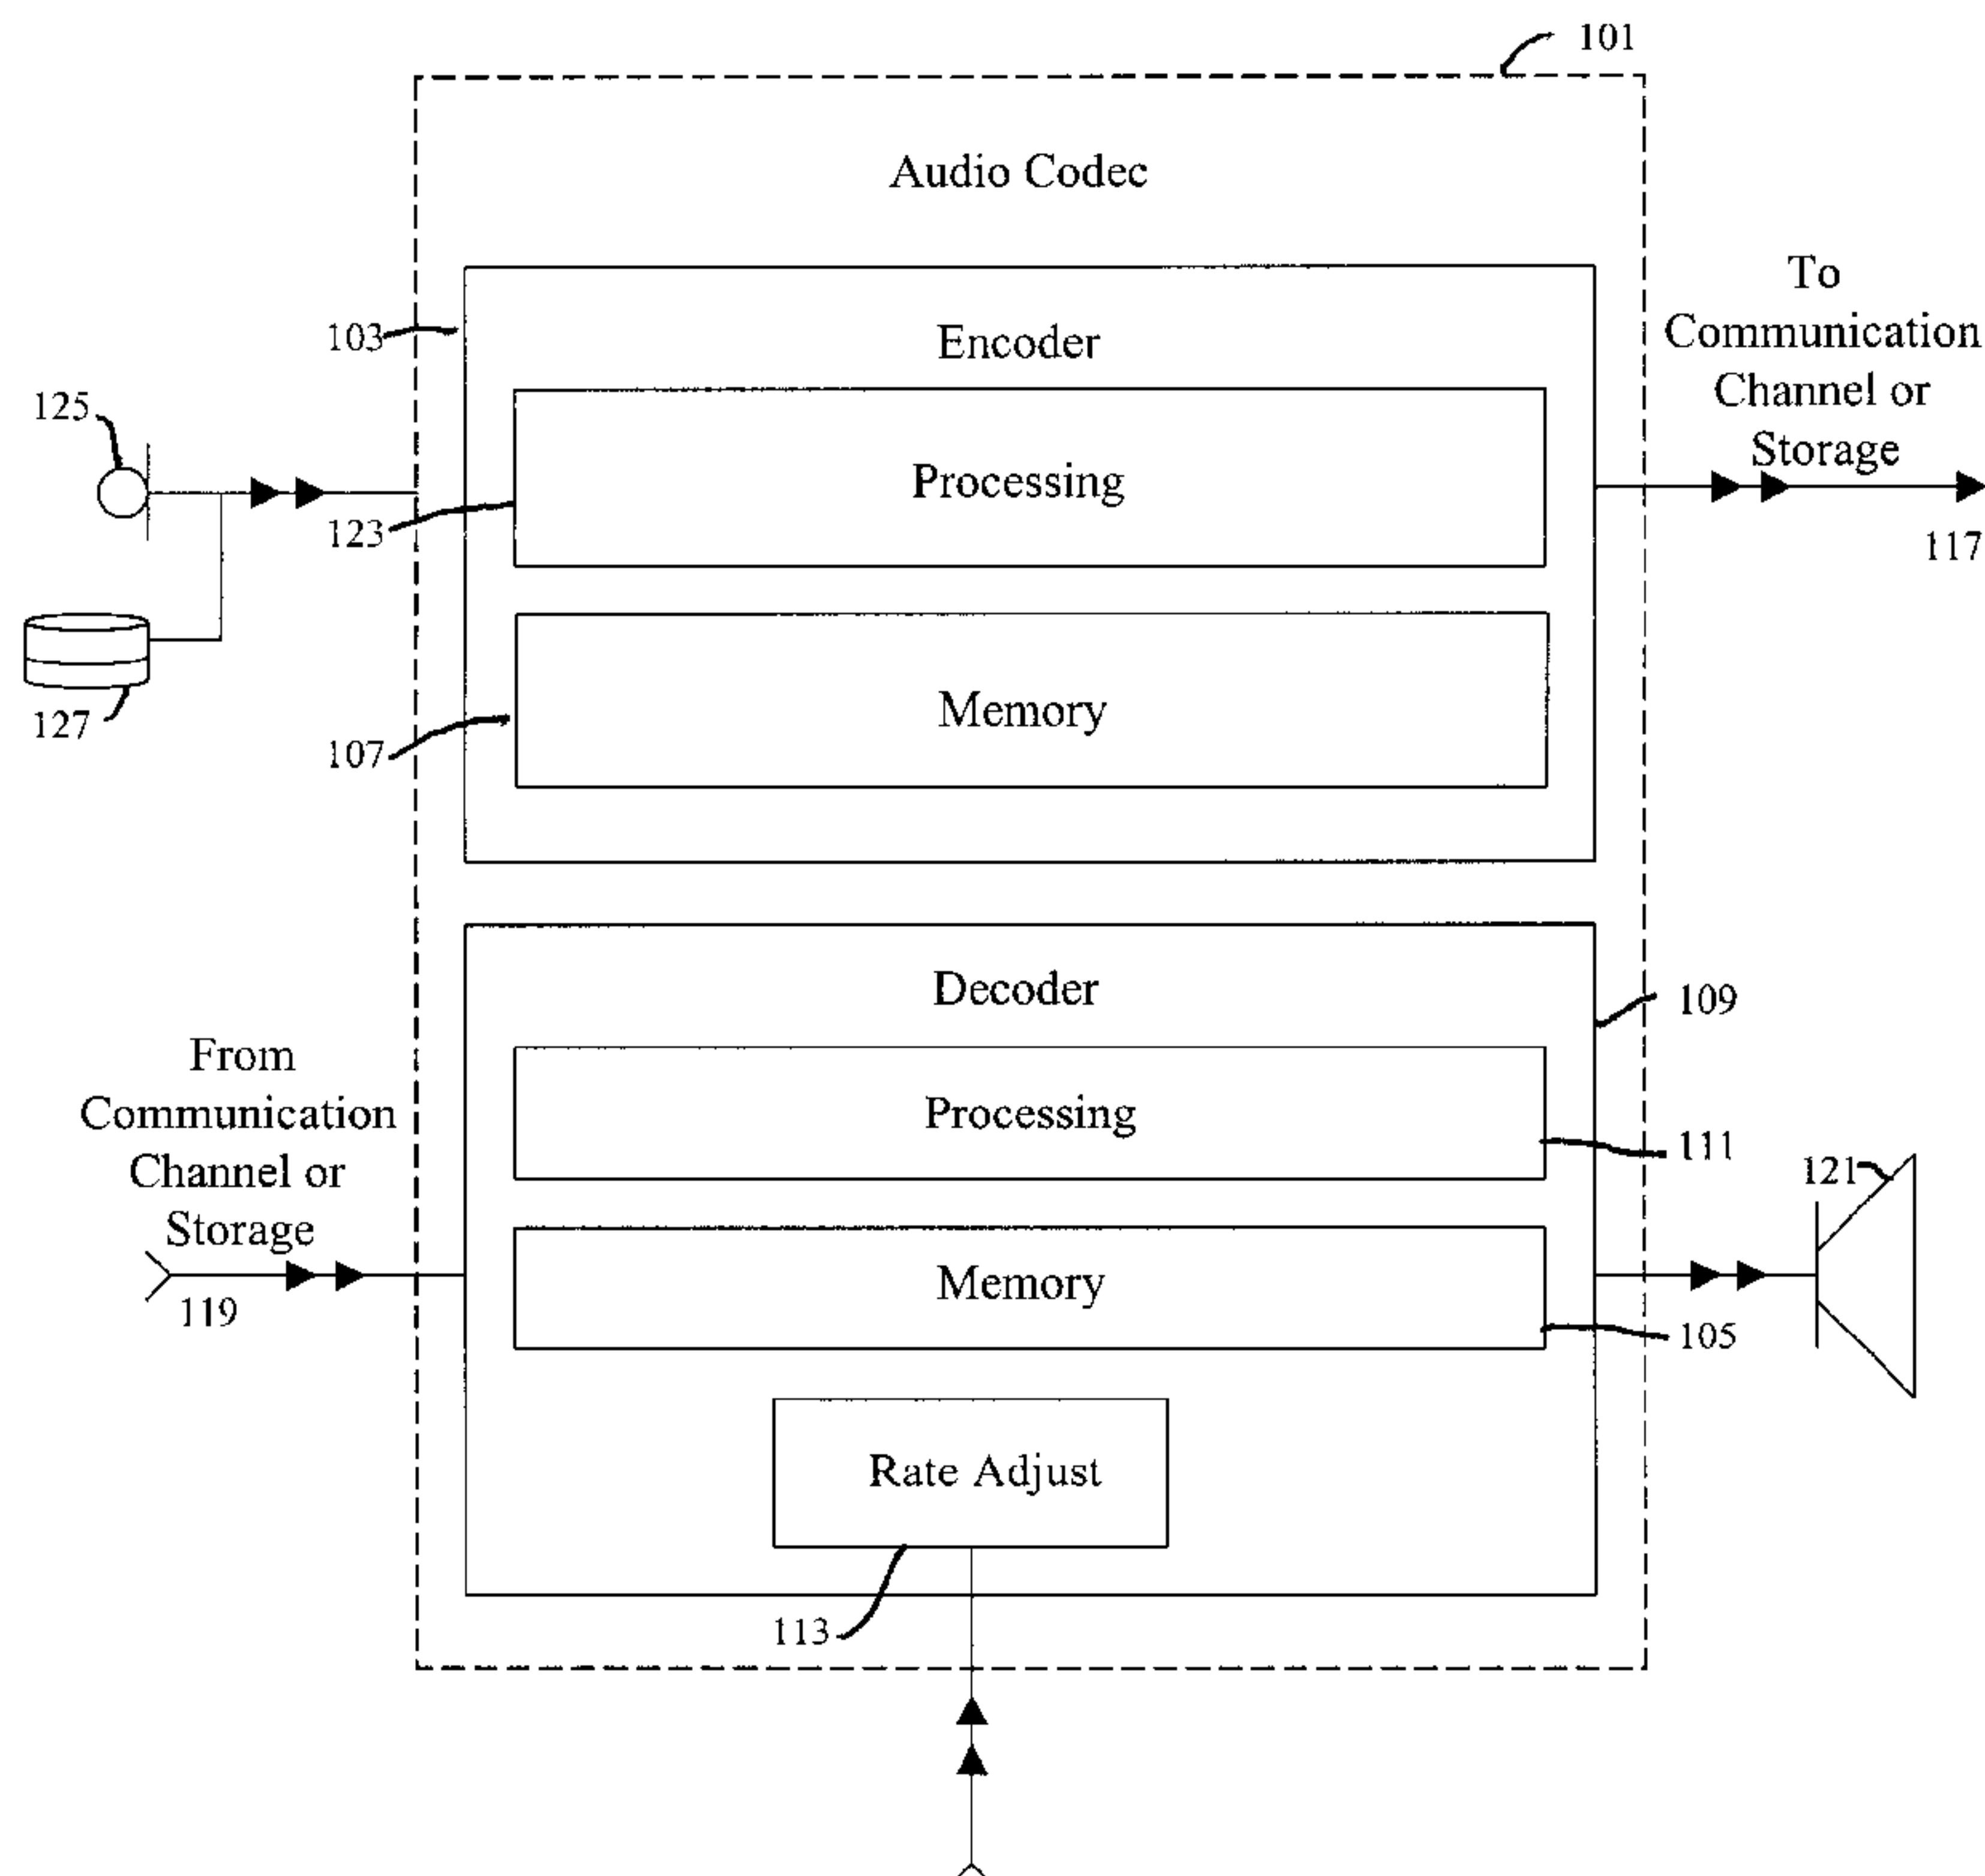 101
Audio Codec
To
Communication
Channel or
Storage
103
Encoder
125
Processing
123
117
127
Memory
107
Decoder
109
From
Communication
Channel or
Storage
Processing
111
121
119
Memory
105
Rate Adjust
113